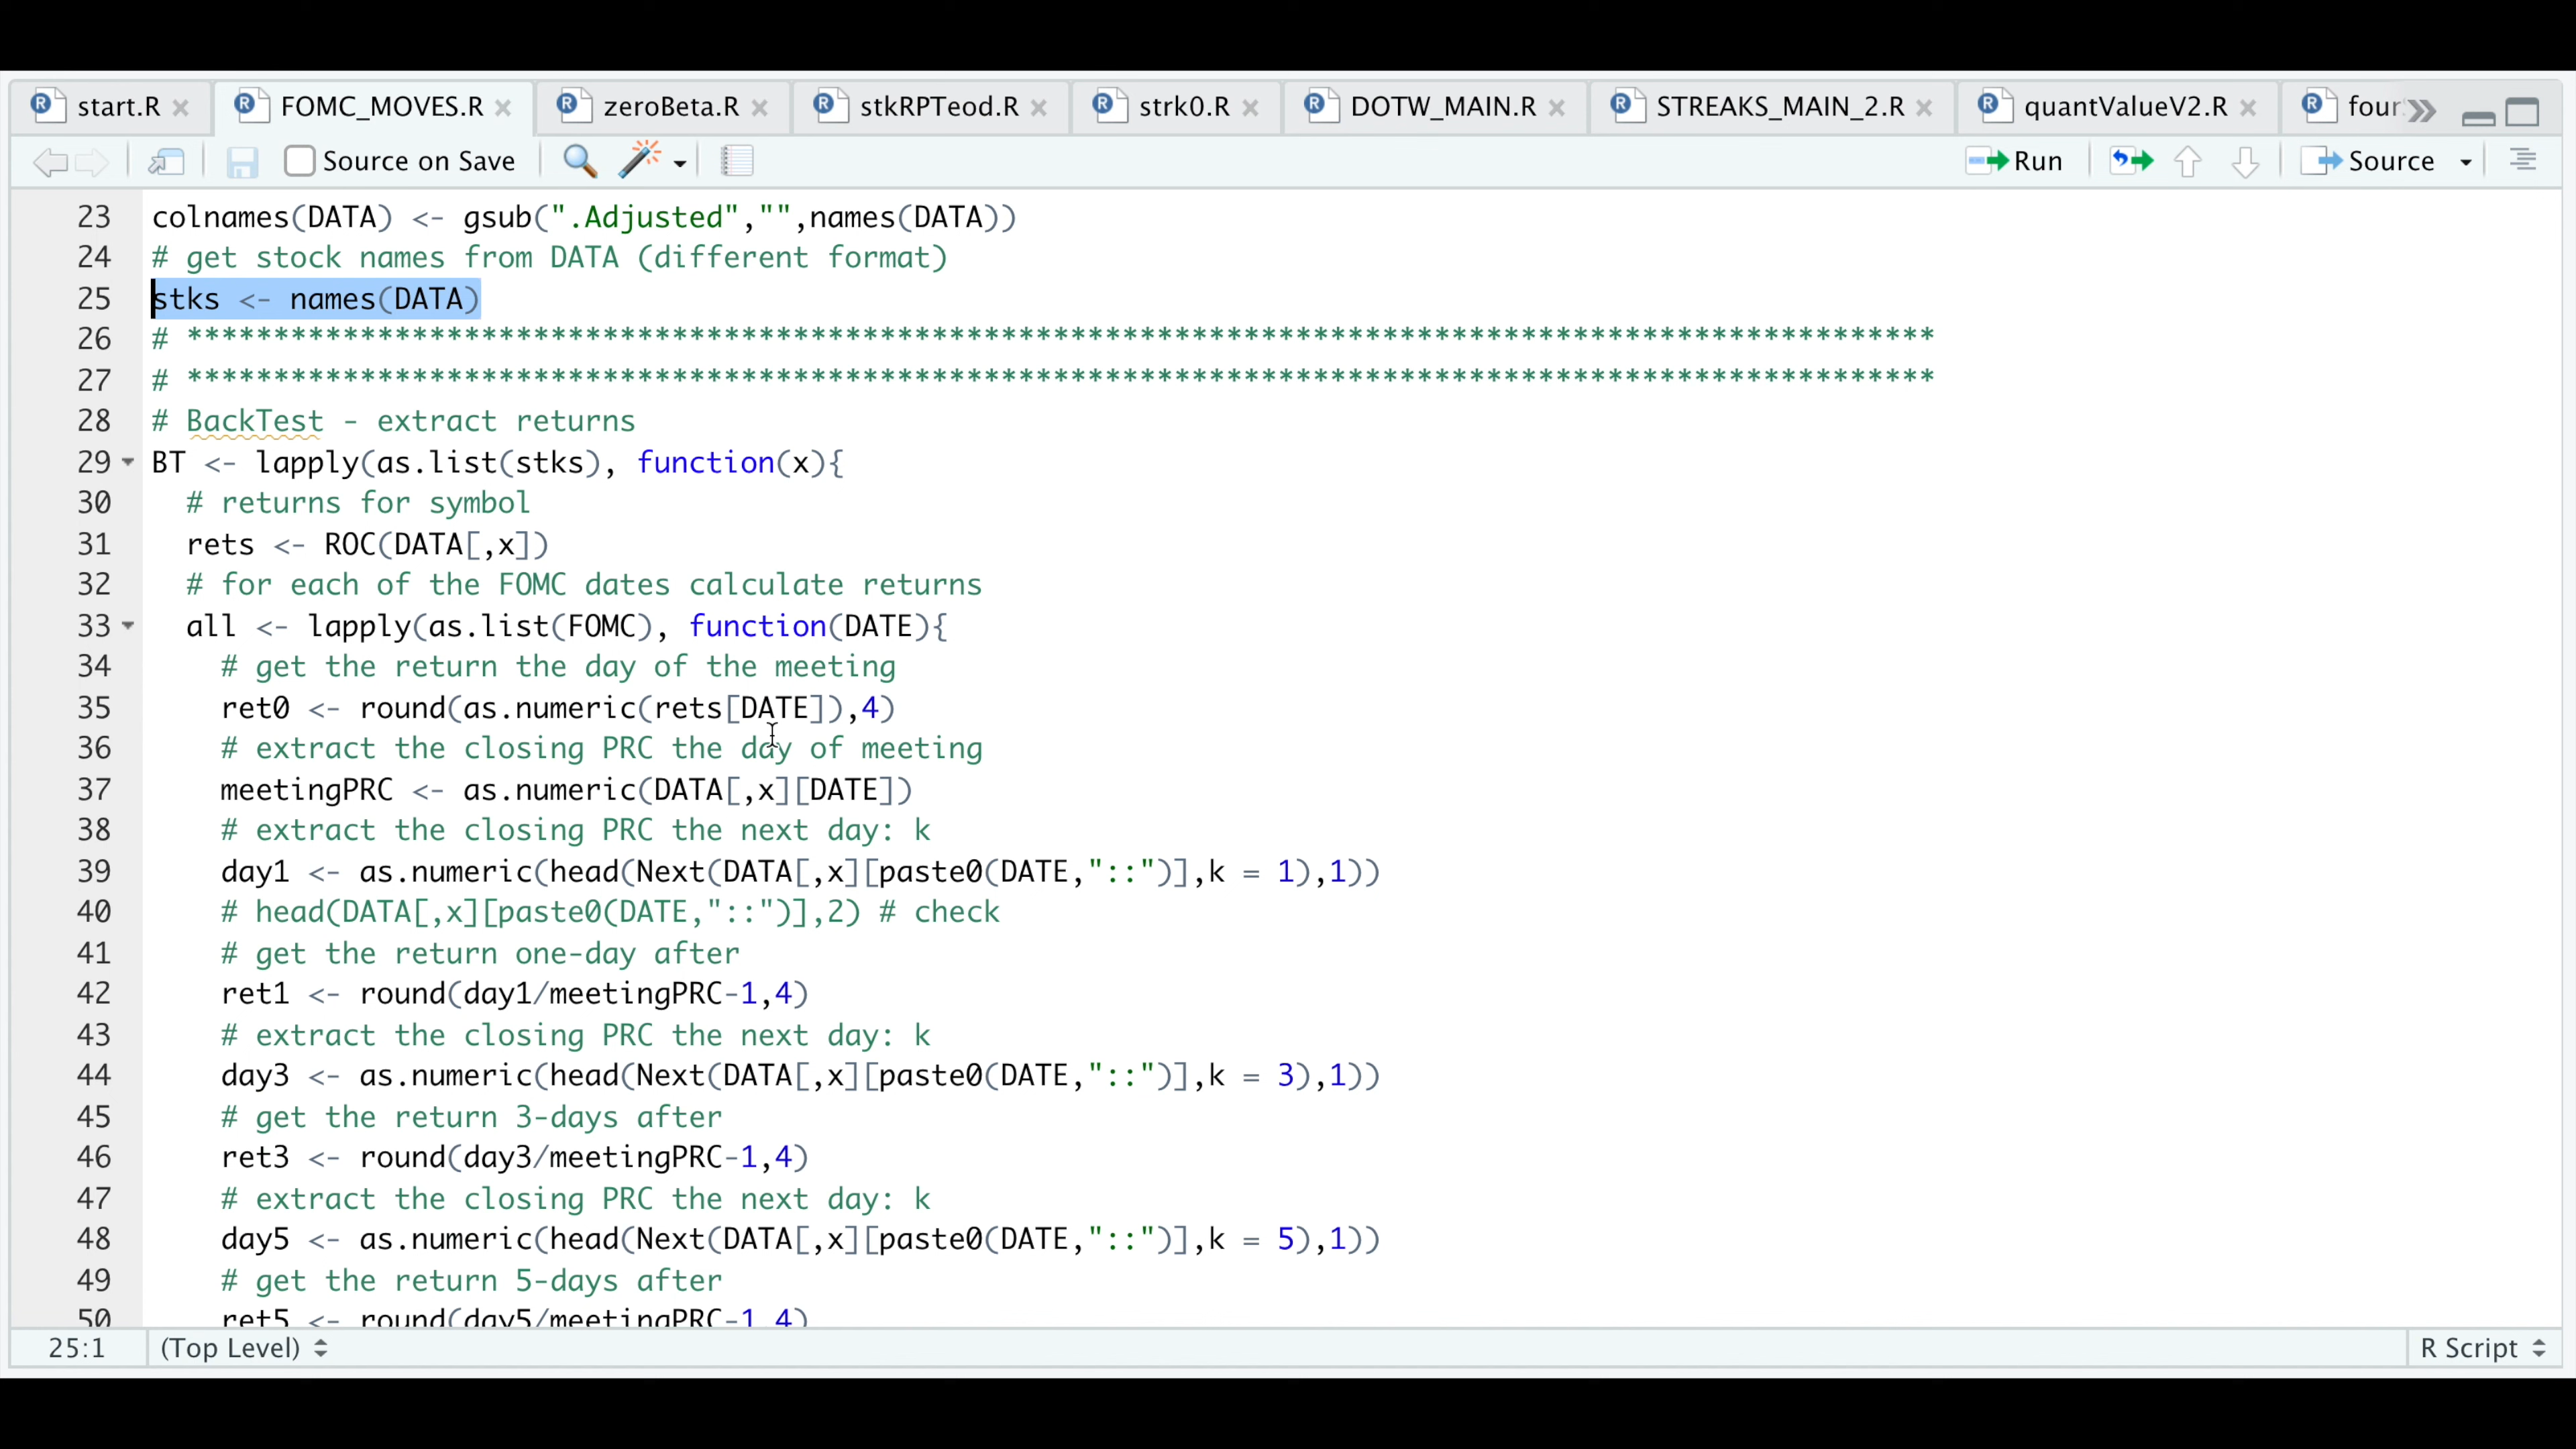 start.R FOMC_MOVES.R zeroBeta.R stkRPTeod.R strk0.R DOTW_MAIN.R STREAKS_MAIN_2.R quantValueV2.R four
Source on Save Run Source
23 colnames(DATA) <- gsub(".Adjusted","",names(DATA))
24 # get stock names from DATA (different format)
25 stks <- names(DATA)
26 # *****************************************************************************************************
27 # *****************************************************************************************************
28 # BackTest - extract returns
29 BT <- lapply(as.list(stks), function(x){
30 # returns for symbol
31 rets <- ROC(DATA[,x])
32 # for each of the FOMC dates calculate returns
33 all <- lapply(as.list(FOMC), function(DATE){
34 # get the return the day of the meeting
35 ret0 <- round(as.numeric(rets[DATE]),4)
36 # extract the closing PRC the day of meeting
37 meetingPRC <- as.numeric(DATA[,x][DATE])
38 # extract the closing PRC the next day: k
39 day1 <- as.numeric(head(Next(DATA[,x][paste0(DATE,"::")],k = 1),1))
40 # head(DATA[,x][paste0(DATE,"::")],2) # check
41 # get the return one-day after
42 ret1 <- round(day1/meetingPRC-1,4)
43 # extract the closing PRC the next day: k
44 day3 <- as.numeric(head(Next(DATA[,x][paste0(DATE,"::")],k = 3),1))
45 # get the return 3-days after
46 ret3 <- round(day3/meetingPRC-1,4)
47 # extract the closing PRC the next day: k
48 day5 <- as.numeric(head(Next(DATA[,x][paste0(DATE,"::")],k = 5),1))
49 # get the return 5-days after
50 ret5 <- round(day5/meetingPRC-1,4)
25:1 (Top Level) R Script